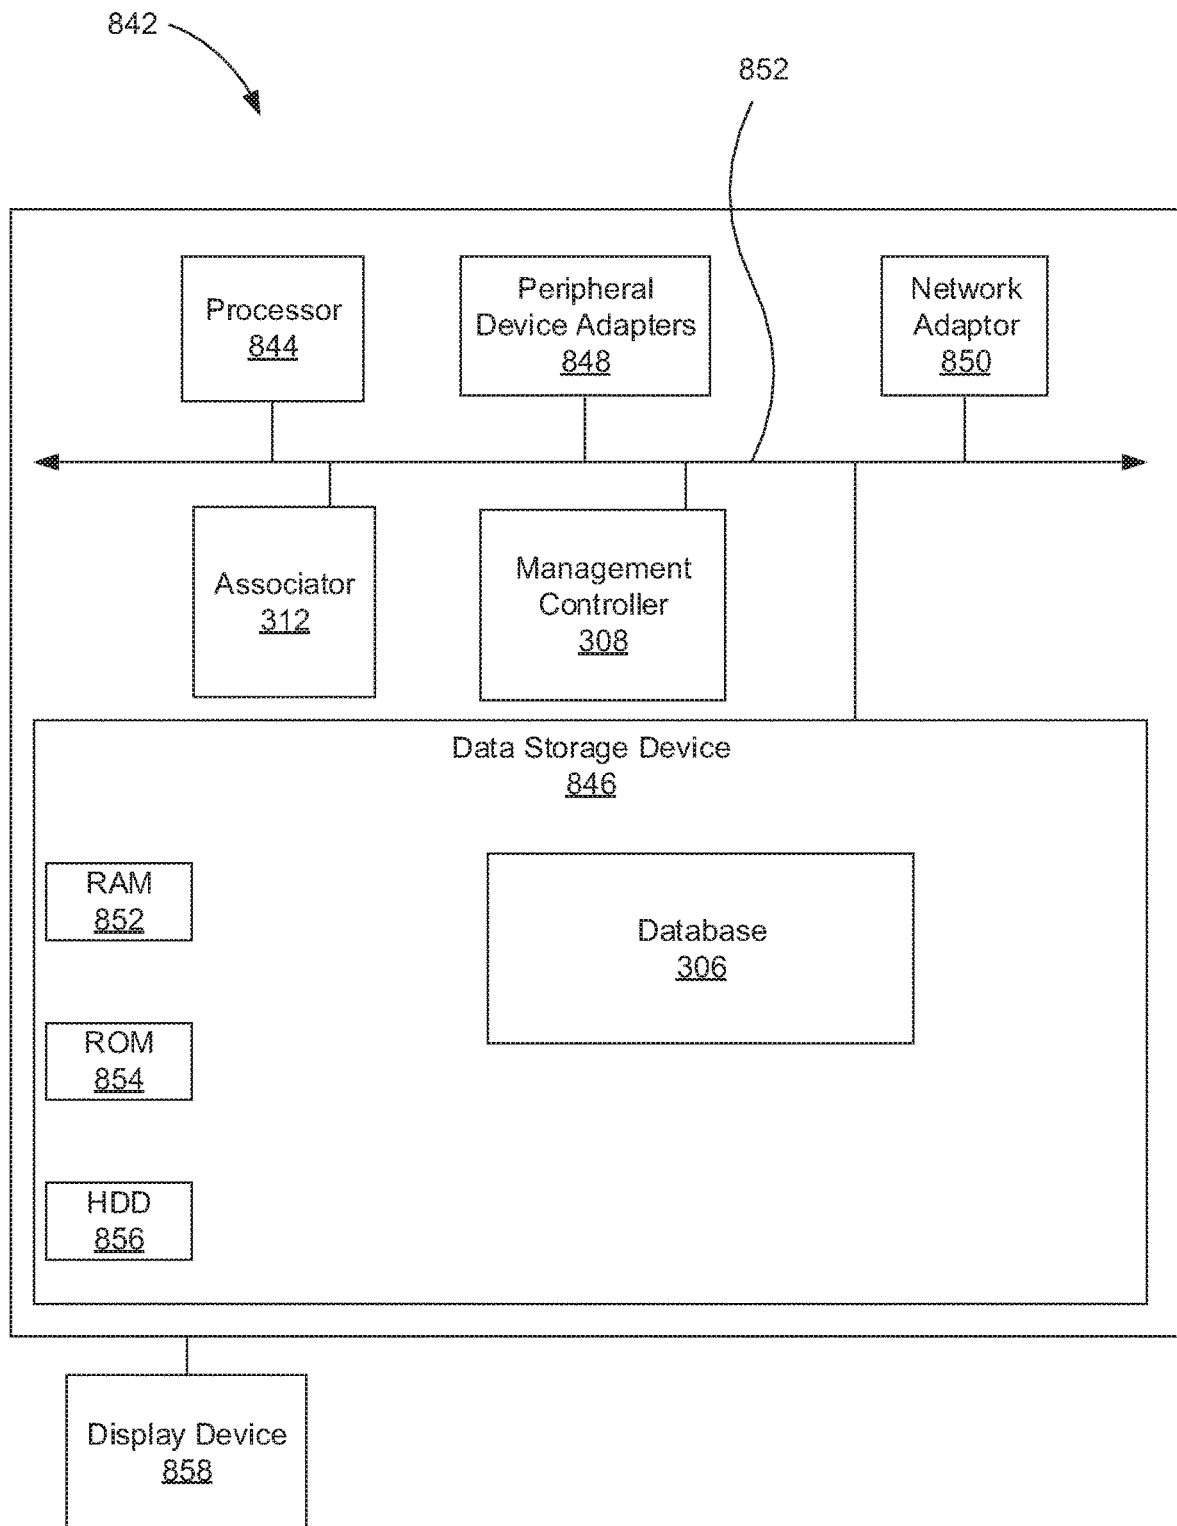 842
852
Processor
844
Peripheral
Device Adapters
848
Network
Adaptor
850
Associator
312
Management
Controller
308
Data Storage Device
846
RAM
852
Database
306
ROM
854
HDD
856
Display Device
858